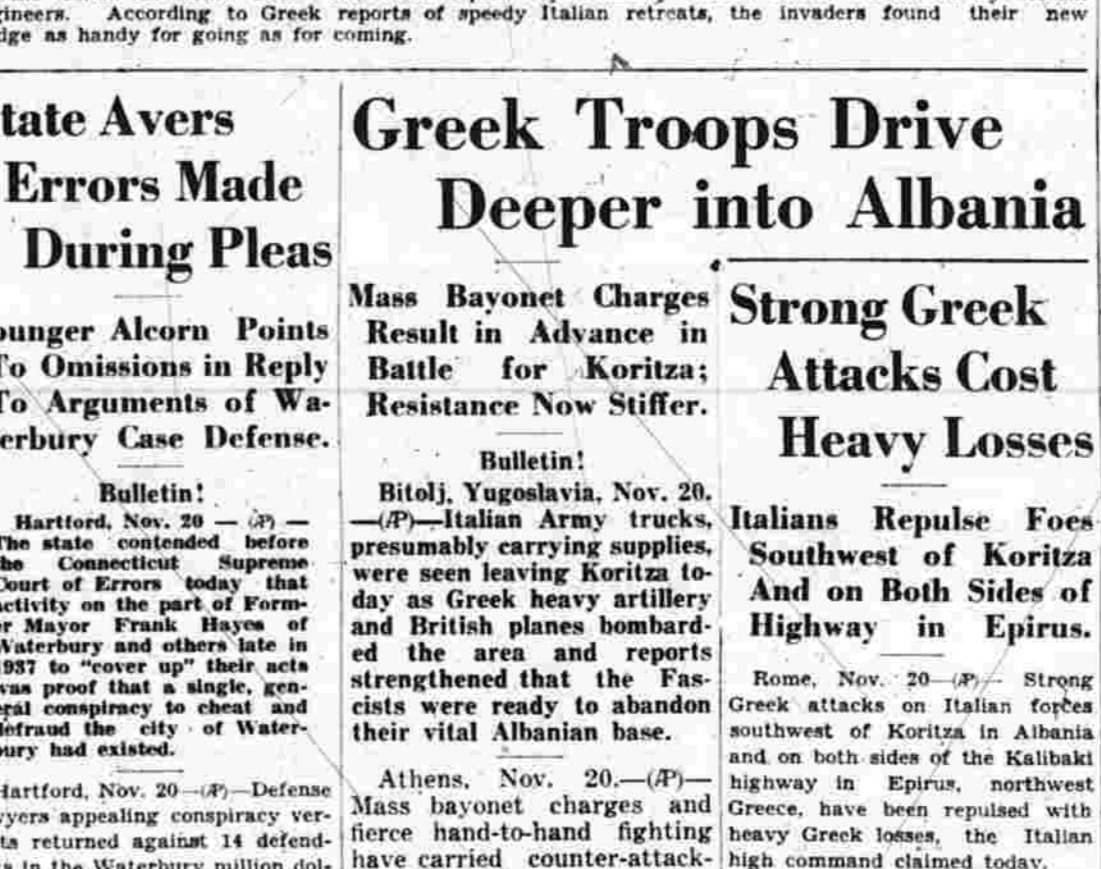 gineers. According to Greek reports of speedy Italian retreats, the invaders found their new
dge as handy for going as for coming.
tate Avers
Errors Made
During Pleas
ounger Alcorn Points
To Omissions in Reply
To Arguments of Wa-
erbury Case Defense.
Bulletin!
Hartford, Nov. 20 — (AP) —
The state contended before
he Connecticut Supreme
Court of Errors today that
activity on the part of Form-
er Mayor Frank Hayes of
Waterbury and others late in
1937 to "cover up" their acts
was proof that a single, gen-
eral conspiracy to cheat and
defraud the city of Water-
bury had existed.
Hartford, Nov. 20—(AP)—Defense
wyers appealing conspiracy ver-
ts returned against 14 defend-
s in the Waterbury million dol-
Greek Troops Drive
Deeper into Albania
Mass Bayonet Charges
Result in Advance in
Battle for Koritza;
Resistance Now Stiffer.
Bulletin!
Bitolj, Yugoslavia, Nov. 20.
—(AP)—Italian Army trucks,
presumably carrying supplies,
were seen leaving Koritza to-
day as Greek heavy artillery
and British planes bombard-
ed the area and reports
strengthened that the Fas-
cists were ready to abandon
their vital Albanian base.
Athens, Nov. 20.—(AP)—
Mass bayonet charges and
fierce hand-to-hand fighting
have carried counter-attack-
Strong Greek
Attacks Cost
Heavy Losses
Italians Repulse Foes
Southwest of Koritza
And on Both Sides of
Highway in Epirus.
Rome, Nov. 20—(AP)— Strong
Greek attacks on Italian forces
southwest of Koritza in Albania
and on both sides of the Kalibaki
highway in Epirus, northwest
Greece, have been repulsed with
heavy Greek losses, the Italian
high command claimed today.